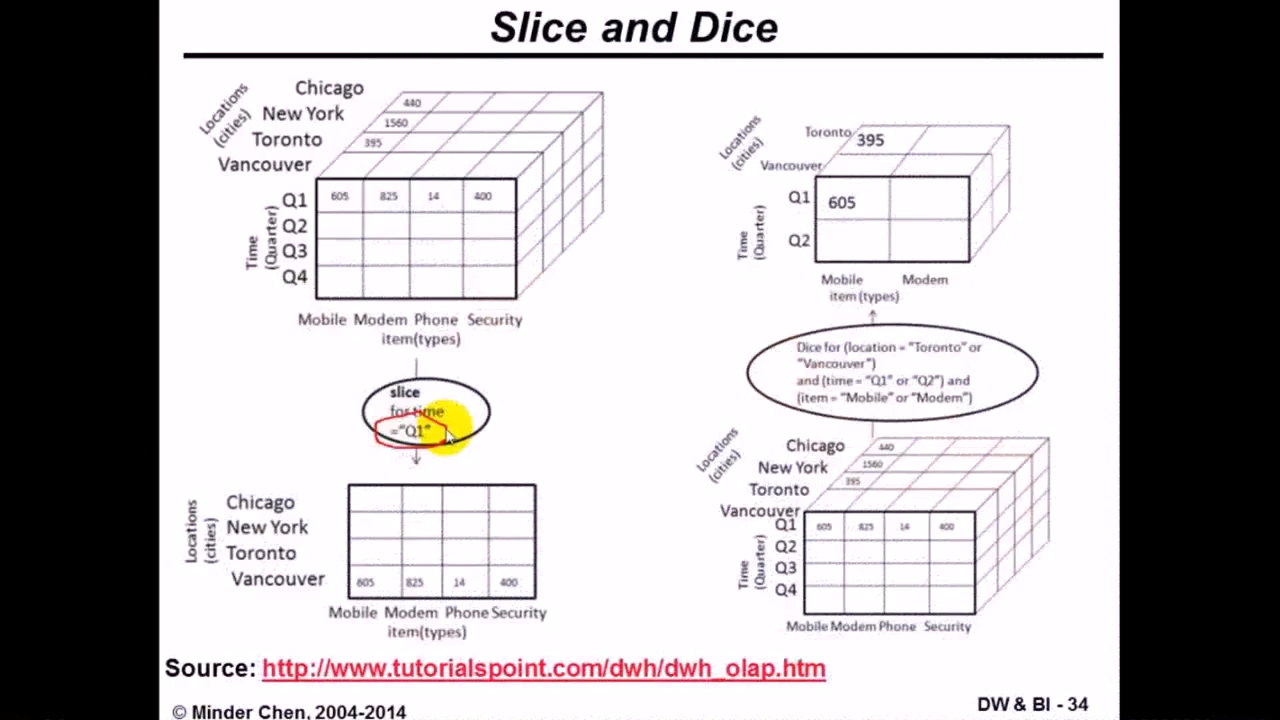 Slice and Dice
Locations
(cities)
Chicago
New York
Toronto
Vancouver
440
1560
395
Time
(Quarter)
Q1
Q2
Q3
Q4
605 825 14 400
Mobile Modem Phone Security
item(types)
slice
for time
="Q1"
Locations
(cities)
Chicago
New York
Toronto
Vancouver
605 825 14 400
Mobile Modem Phone Security
item(types)
Locations
(cities)
Toronto
Vancouver
395
Time
(Quarter)
Q1
Q2
605
Mobile Modem
item (types)
Dice for (location = "Toronto" or
"Vancouver")
and (time = "Q1" or "Q2") and
(item = "Mobile" or "Modem")
Locations
(cities)
Chicago
New York
Toronto
Vancouver
440
1560
395
Time
(Quarter)
Q1
Q2
Q3
Q4
605 825 14 400
Mobile Modem Phone Security
Source: http://www.tutorialspoint.com/dwh/dwh_olap.htm
© Minder Chen, 2004-2014
DW & BI - 34